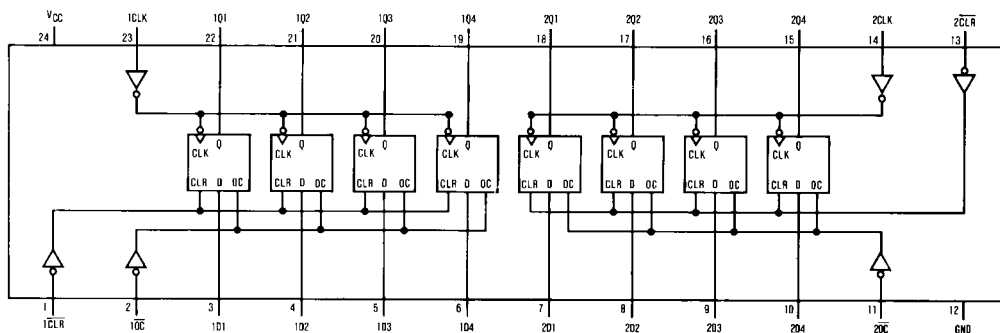 VCC 1CLK 1Q1 1Q2 1Q3 1Q4 2Q1 2Q2 2Q3 2Q4 2CLK 2CLR
24 23 22 21 20 19 18 17 16 15 14 13
Q Q Q Q Q Q Q Q
CLK CLK CLK CLK CLK CLK CLK CLK
CLR D OC CLR D OC CLR D OC CLR D OC CLR D OC CLR D OC CLR D OC CLR D OC
1 2 3 4 5 6 7 8 9 10 11 12
1CLR 1OC 1D1 1D2 1D3 1D4 2D1 2D2 2D3 2D4 2OC GND